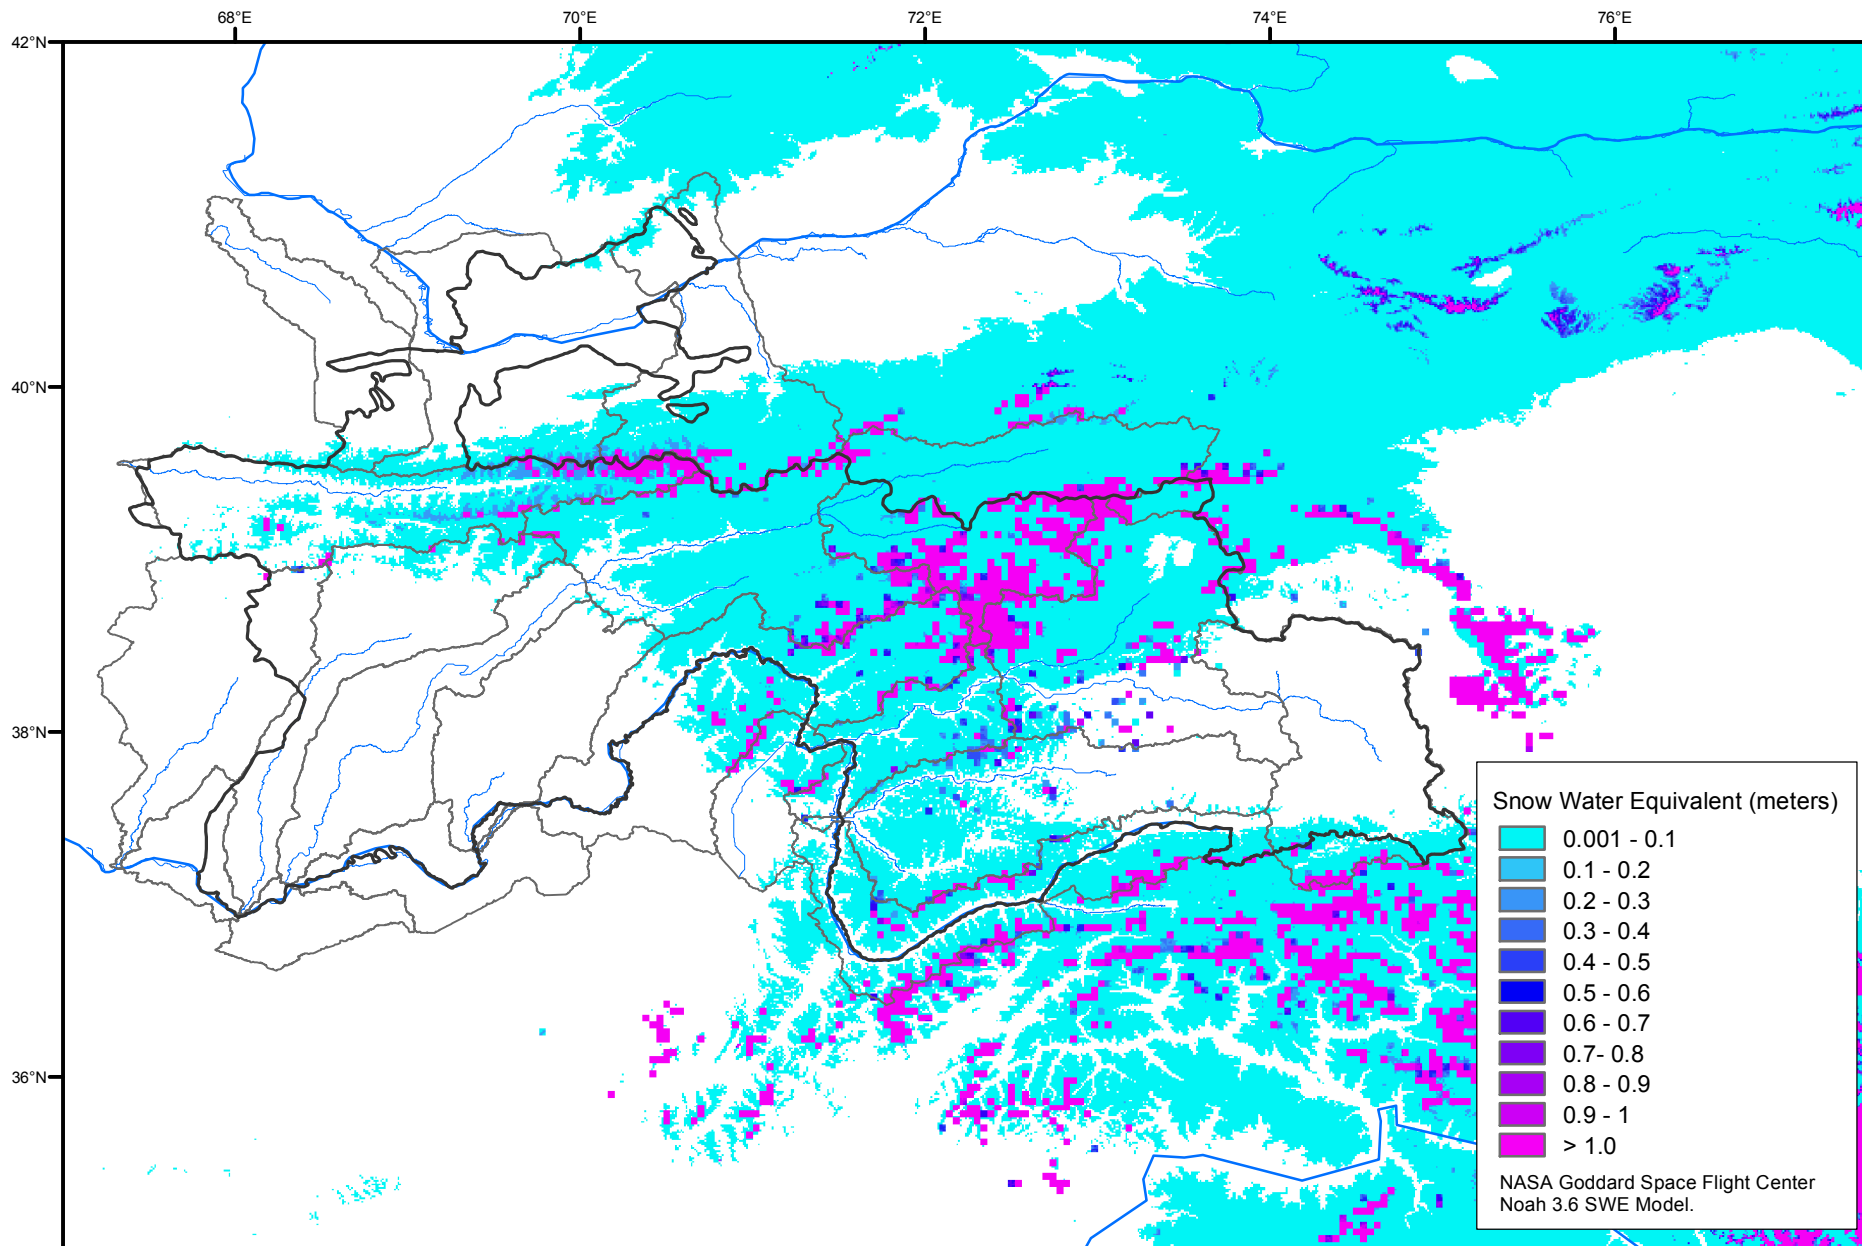 68°E
70°E
72°E
74°E
76°E
42°N
40°N
38°N
36°N
Snow Water Equivalent (meters)
0.001 - 0.1
0.1 - 0.2
0.2 - 0.3
0.3 - 0.4
0.4 - 0.5
0.5 - 0.6
0.6 - 0.7
0.7- 0.8
0.8 - 0.9
0.9 - 1
> 1.0
NASA Goddard Space Flight Center
Noah 3.6 SWE Model.